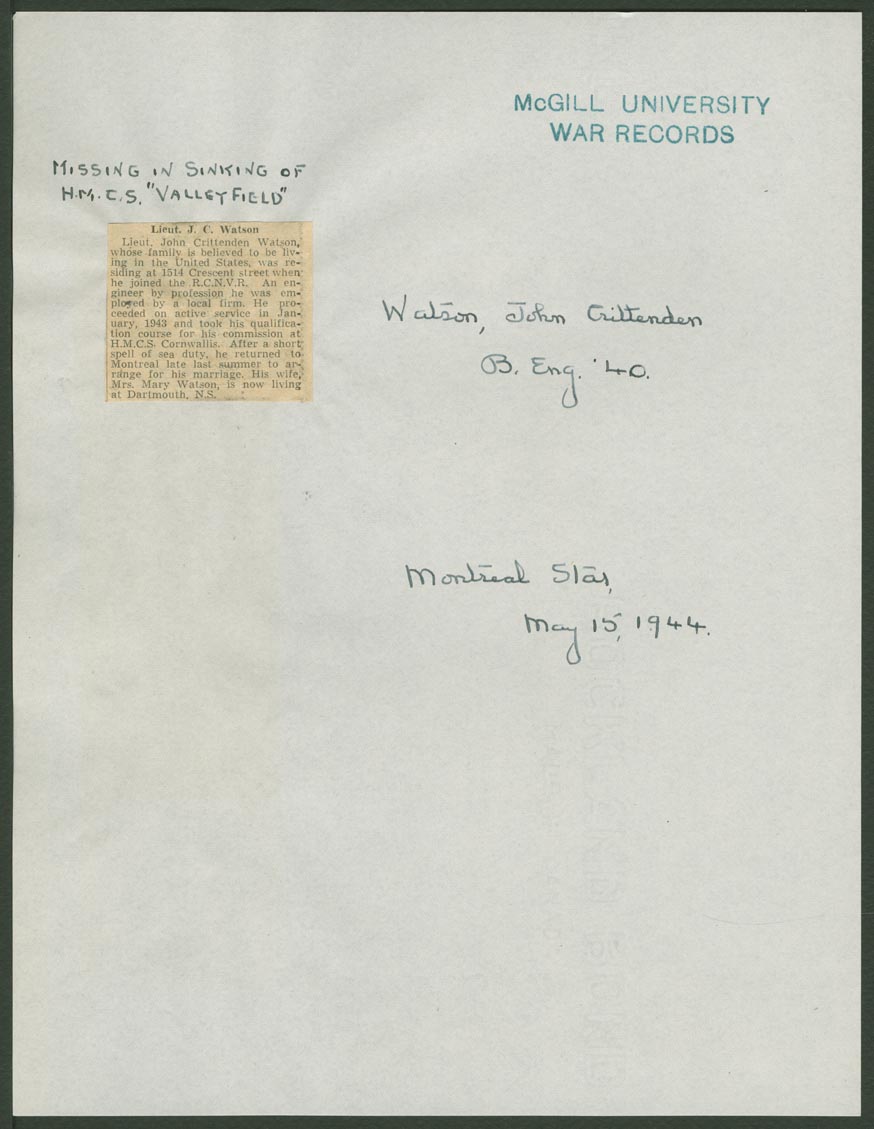 McGILL UNIVERSITY
WAR RECORDS
MISSING IN SINKING OF
H.M.C.S. "VALLEYFIELD"
Lieut. J. C. Watson
Lieut. John Crittenden Watson,
whose family is believed to be liv-
ing in the United States, was re-
siding at 1514 Crescent street when
he joined the R.C.N.V.R. An en-
gineer by profession he was em-
ployed by a local firm. He pro-
ceeded on active service in Jan-
uary, 1943 and took his qualifica-
tion course for his commission at
H.M.C.S. Cornwallis. After a short
spell of sea duty, he returned to
Montreal late last summer to ar-
range for his marriage. His wife,
Mrs. Mary Watson, is now living
at Dartmouth, N.S.
Watson, John Crittenden
B. Eng. '40.
Montreal Star,
May 15, 1944.